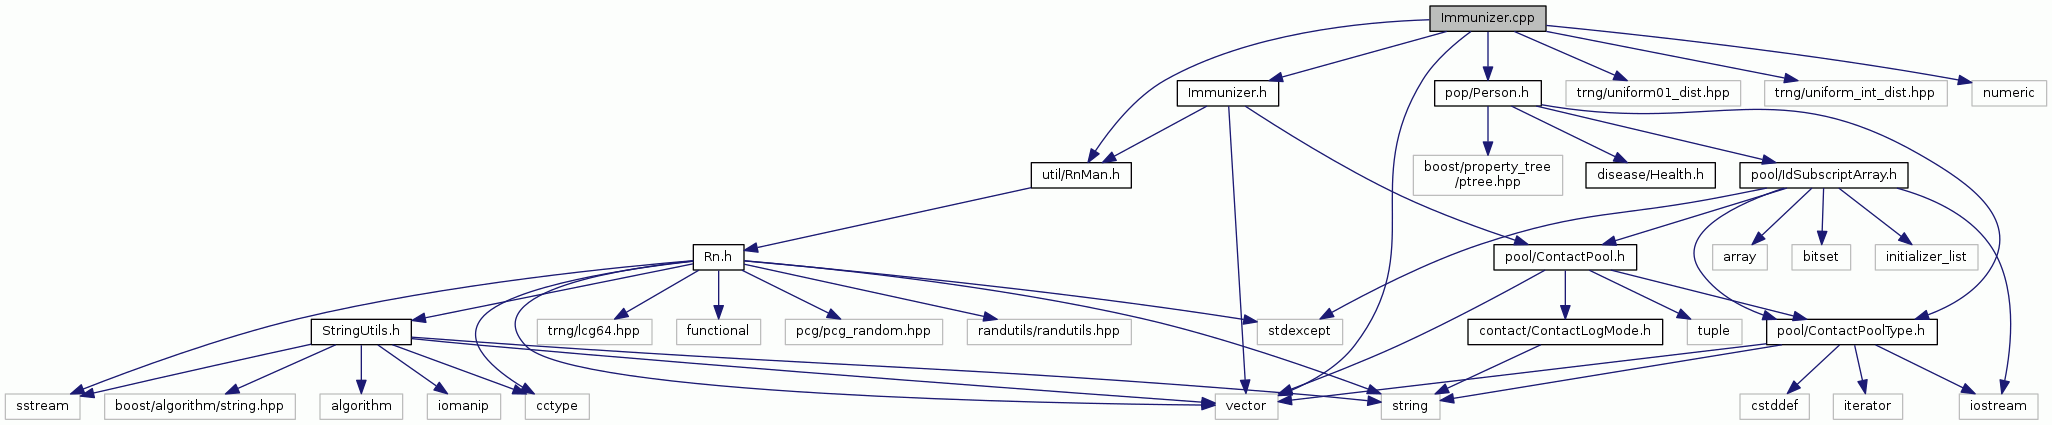 Immunizer.cpp
Immunizer.h
pop/Person.h
trng/uniform01_dist.hpp
trng/uniform_int_dist.hpp
numeric
util/RnMan.h
boost/property_tree
/ptree.hpp
disease/Health.h
pool/IdSubscriptArray.h
Rn.h
pool/ContactPool.h
array
bitset
initializer_list
StringUtils.h
trng/lcg64.hpp
functional
pcg/pcg_random.hpp
randutils/randutils.hpp
stdexcept
contact/ContactLogMode.h
tuple
pool/ContactPoolType.h
sstream
boost/algorithm/string.hpp
algorithm
iomanip
cctype
vector
string
cstddef
iterator
iostream